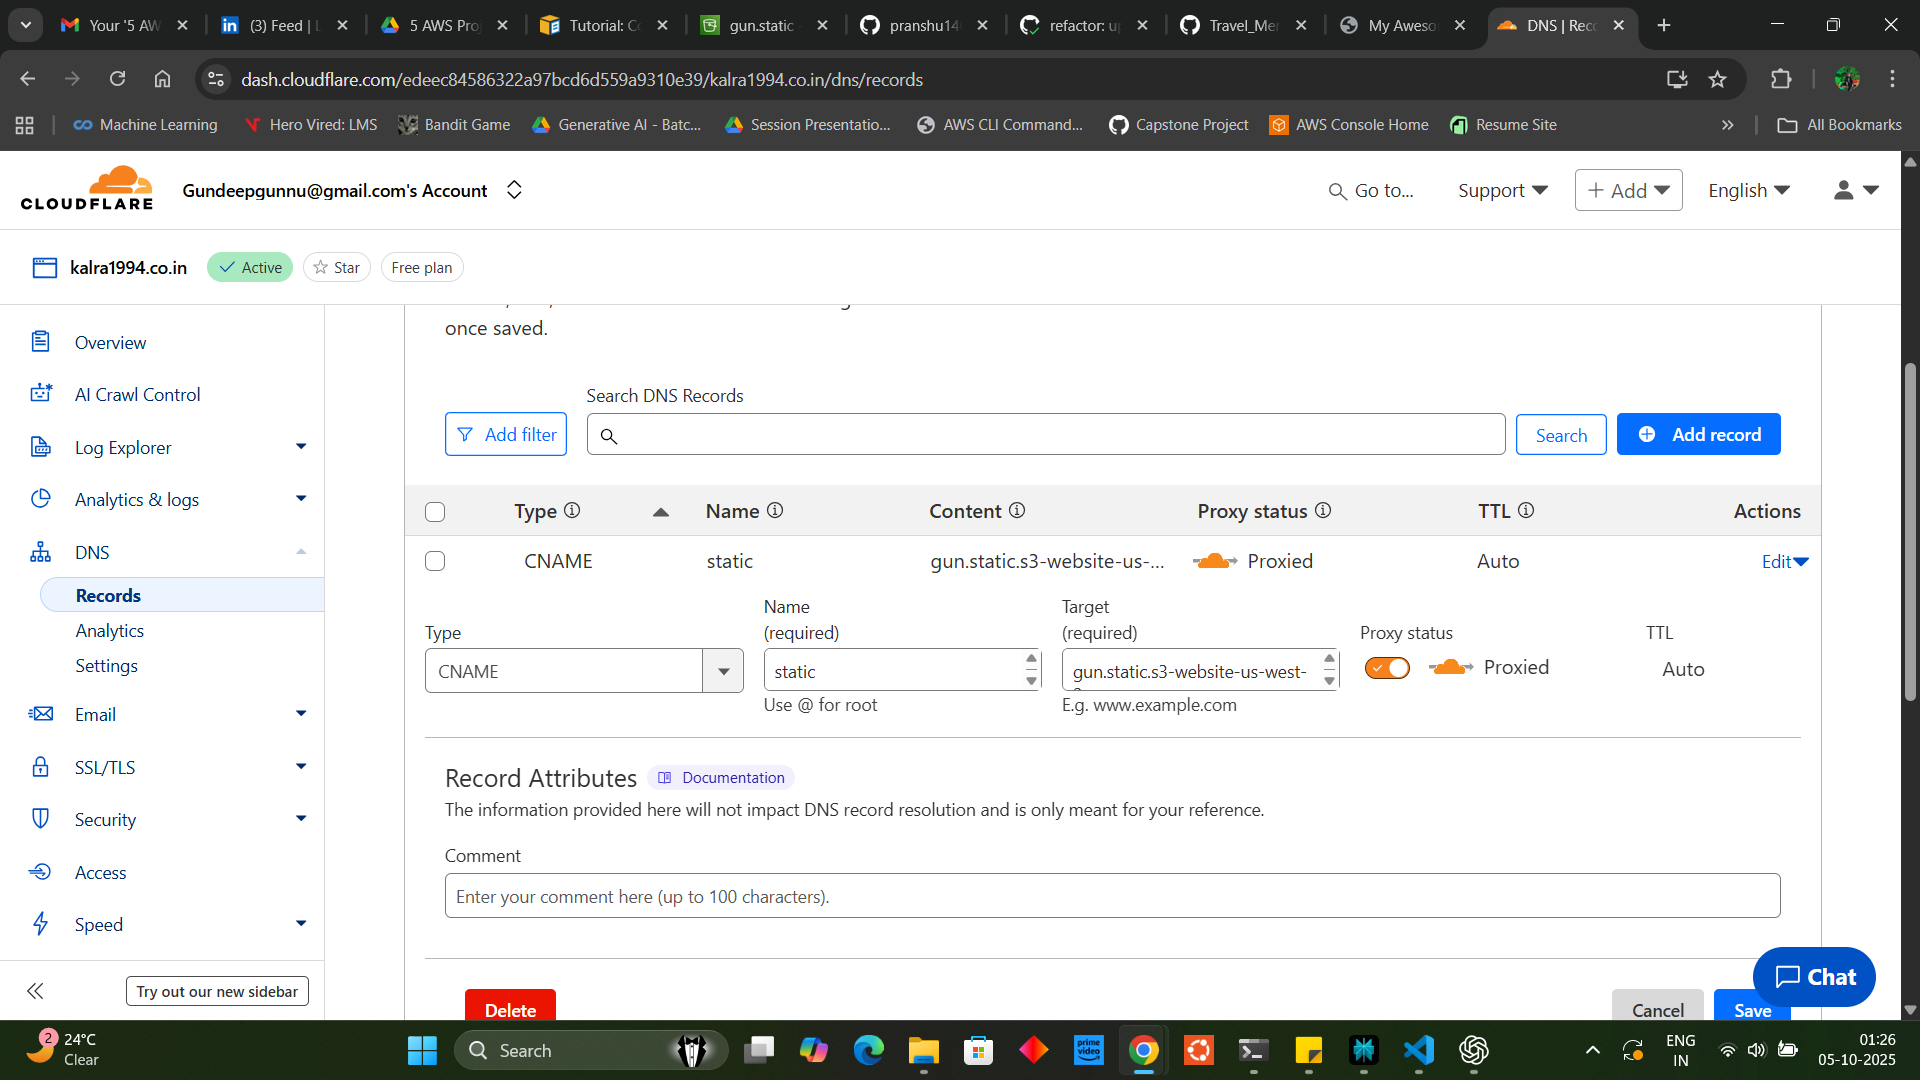 Your '5 AW
(3) Feed | L
5 AWS Proj
Tutorial: Co
gun.static -
pranshu14
refactor: up
Travel_Mer
My Aweso
DNS | Reco
dash.cloudflare.com/edeec84586322a97bcd6d559a9310e39/kalra1994.co.in/dns/records
Machine Learning
Hero Vired: LMS
Bandit Game
Generative AI - Batc...
Session Presentatio...
AWS CLI Command...
Capstone Project
AWS Console Home
Resume Site
All Bookmarks
CLOUDFLARE
Gundeepgunnu@gmail.com's Account
Go to...
Support
Add
English
kalra1994.co.in
Active
Star
Free plan
Overview
AI Crawl Control
Log Explorer
Analytics & logs
DNS
Records
Analytics
Settings
Email
SSL/TLS
Security
Access
Speed
Try out our new sidebar
once saved.
Search DNS Records
Add filter
Search
Add record
Type
Name
Content
Proxy status
TTL
Actions
CNAME
static
gun.static.s3-website-us-...
Proxied
Auto
Edit
Type
Name
(required)
Target
(required)
Proxy status
TTL
CNAME
static
gun.static.s3-website-us-west-
Proxied
Auto
Use @ for root
E.g. www.example.com
Record Attributes
Documentation
The information provided here will not impact DNS record resolution and is only meant for your reference.
Comment
Enter your comment here (up to 100 characters).
Delete
Cancel
Save
Chat
2
24°C
Clear
Search
prime video
ENG
IN
01:26
05-10-2025